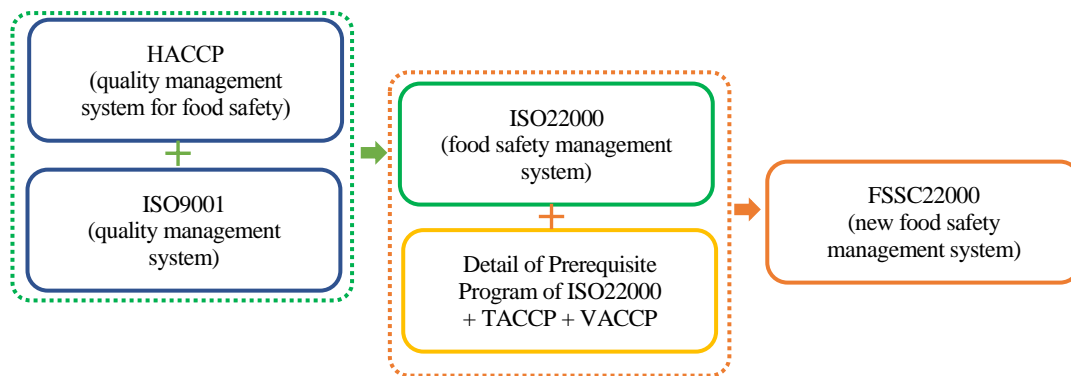 HACCP
(quality management
system for food safety)
+
ISO9001
(quality management
system)
ISO22000
(food safety management
system)
+
Detail of Prerequisite
Program of ISO22000
+ TACCP + VACCP
FSSC22000
(new food safety
management system)